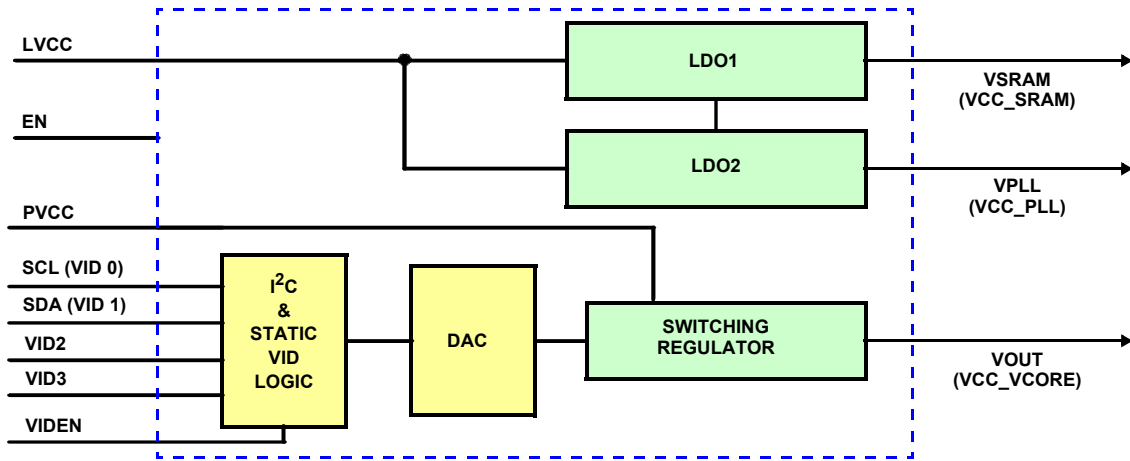 LVCC
LDO1
VSRAM
(VCC_SRAM)
EN
LDO2
VPLL
(VCC_PLL)
PVCC
SCL (VID 0)
SDA (VID 1)
VID2
VID3
VIDEN
I²C
&
STATIC
VID
LOGIC
DAC
SWITCHING
REGULATOR
VOUT
(VCC_VCORE)